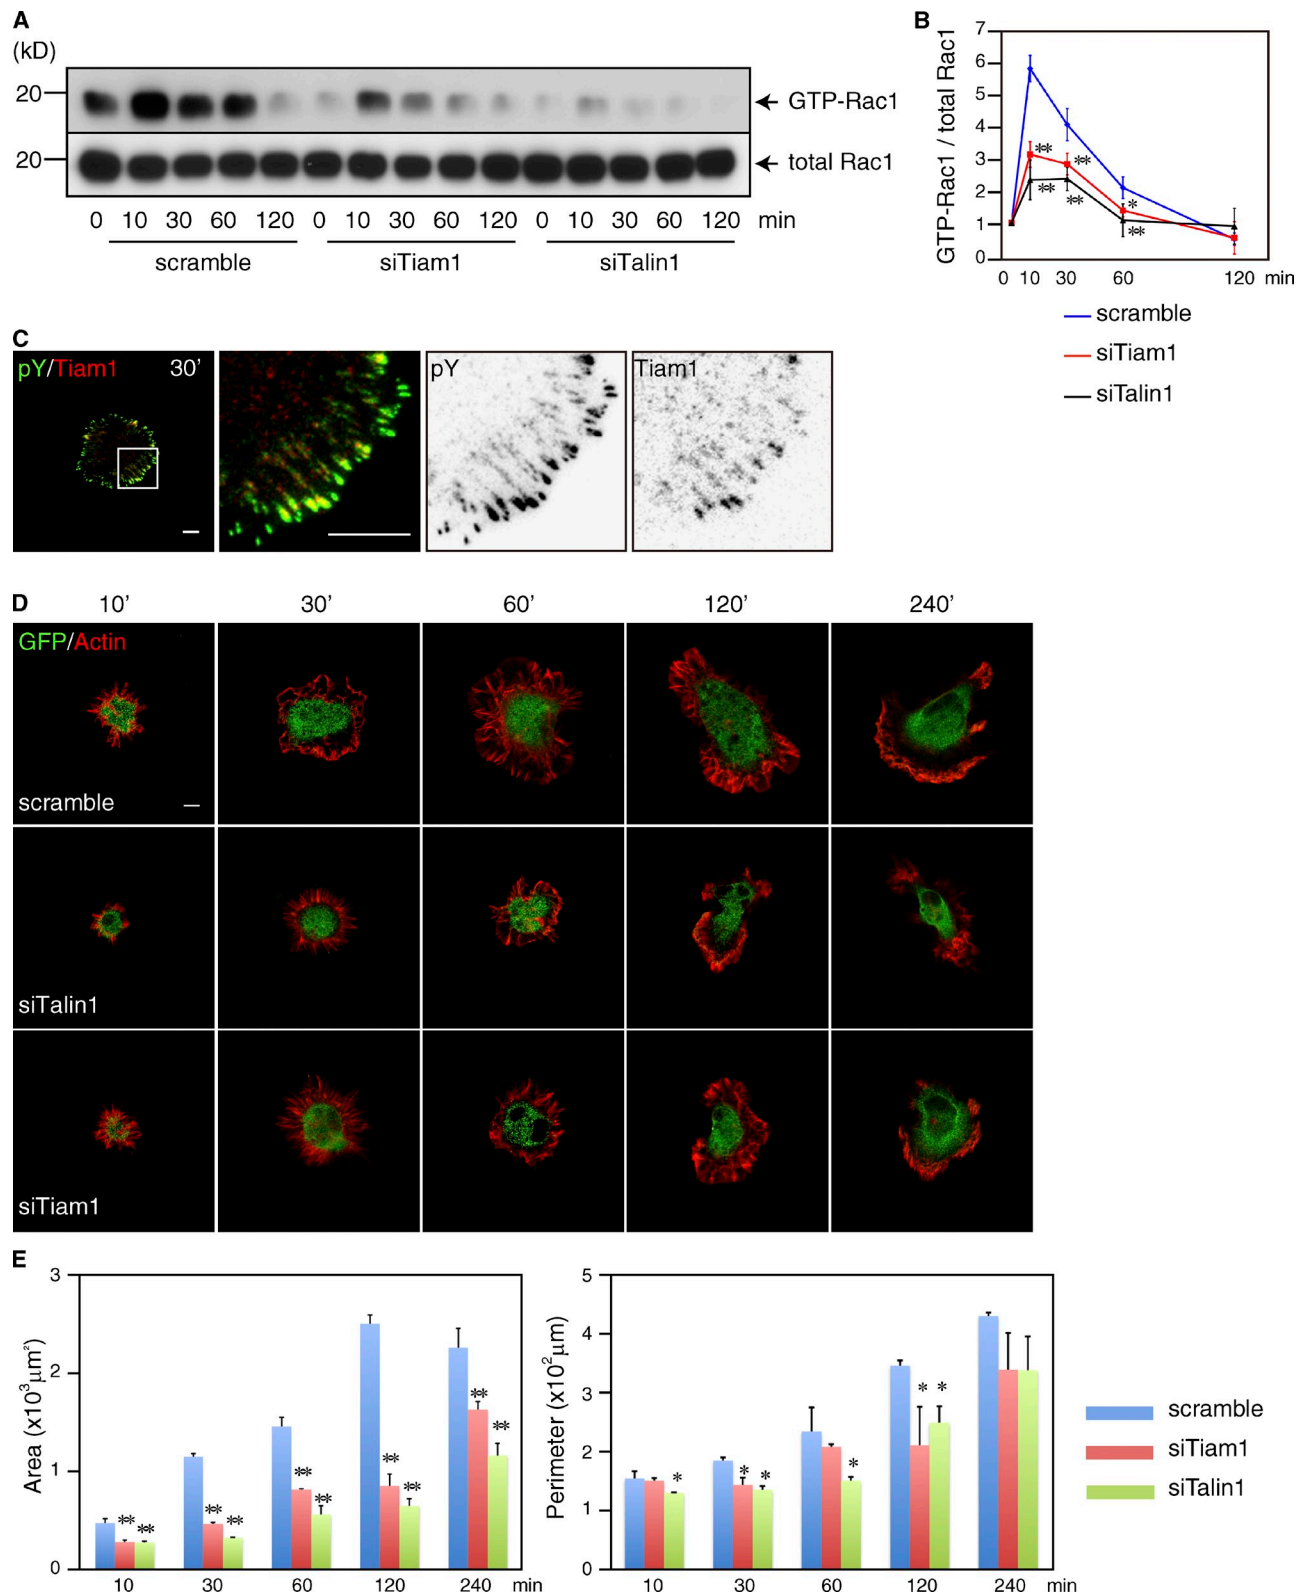 A
(kD)
20
GTP-Rac1
20
total Rac1
0 10 30 60 120 0 10 30 60 120 0 10 30 60 120 min
scramble siTiam1 siTalin1
B
GTP-Rac1 / total Rac1
7
6
5
4
3
2
1
0
** ** * ** ** **
0 10 30 60 120 min
scramble
siTiam1
siTalin1
C
pY/Tiam1 30’ pY Tiam1
D 10’ 30’ 60’ 120’ 240’
GFP/Actin
scramble
siTalin1
siTiam1
E
Area (x10³μm²)
3
2
1
0
** ** ** ** ** ** ** ** ** **
10 30 60 120 240 min
Perimeter (x10²μm)
5
4
3
2
1
0
* * * * * *
10 30 60 120 240 min
scramble
siTiam1
siTalin1